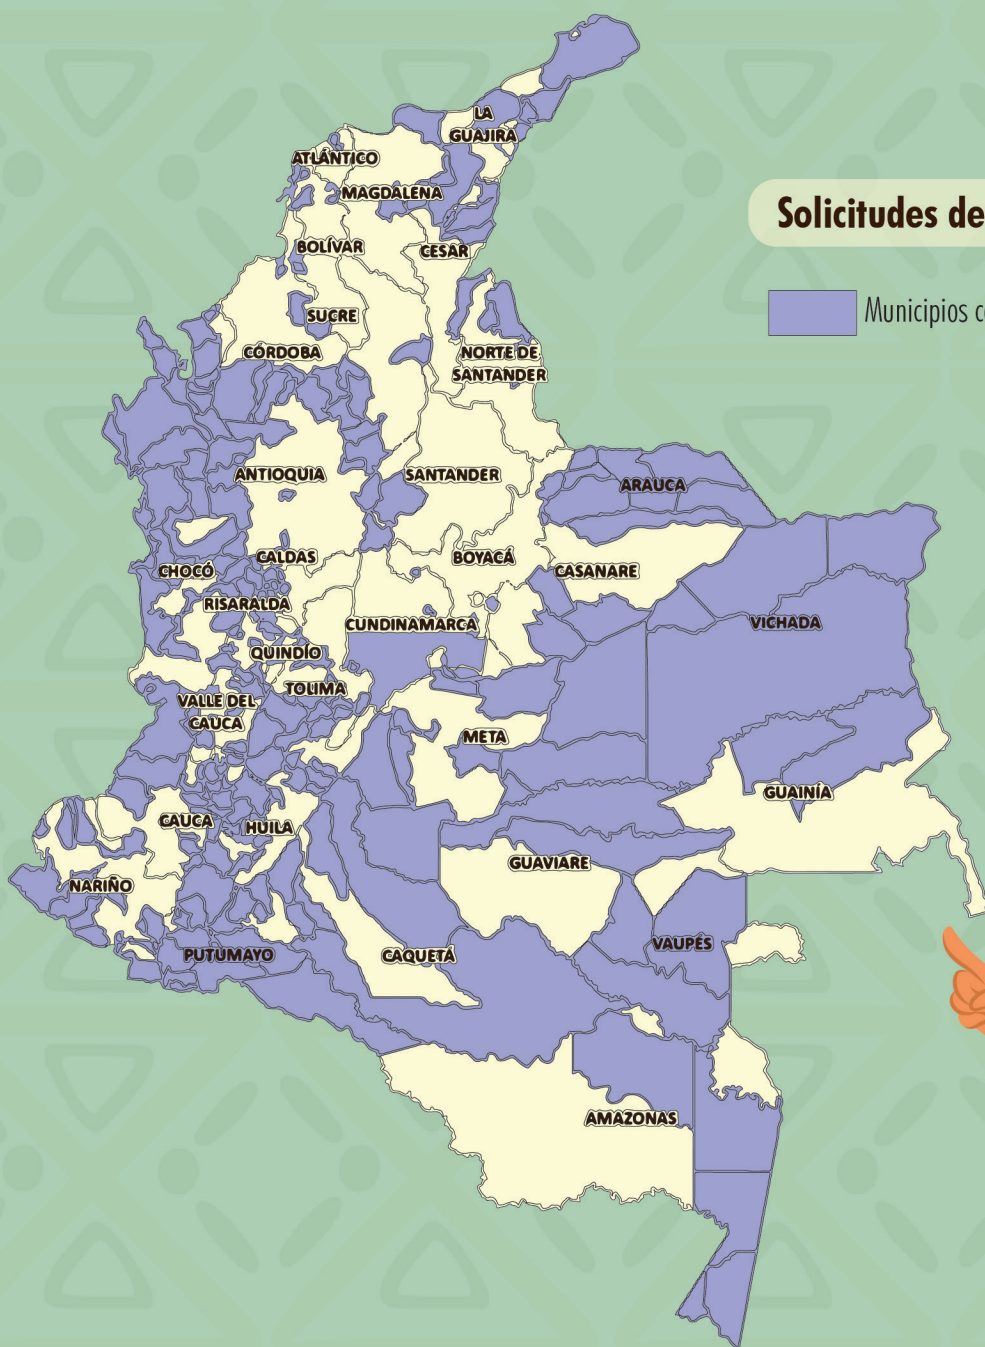 LA
GUAJIRA
ATLÁNTICO
MAGDALENA
Solicitudes de
BOLÍVAR
CESAR
Municipios
SUCRE
CÓRDOBA
NORTE DE
SANTANDER
ANTIOQUIA
SANTANDER
ARAUCA
CALDAS
BOYACÁ
CHOCÓ
CASANARE
RISARALDA
CUNDINAMARCA
VICHADA
QUINDÍO
TOLIMA
VALLE DEL
CAUCA
META
GUAINÍA
CAUCA
HUILA
GUAVIARE
NARIÑO
VAUPÉS
PUTUMAYO
CAQUETÁ
AMAZONAS